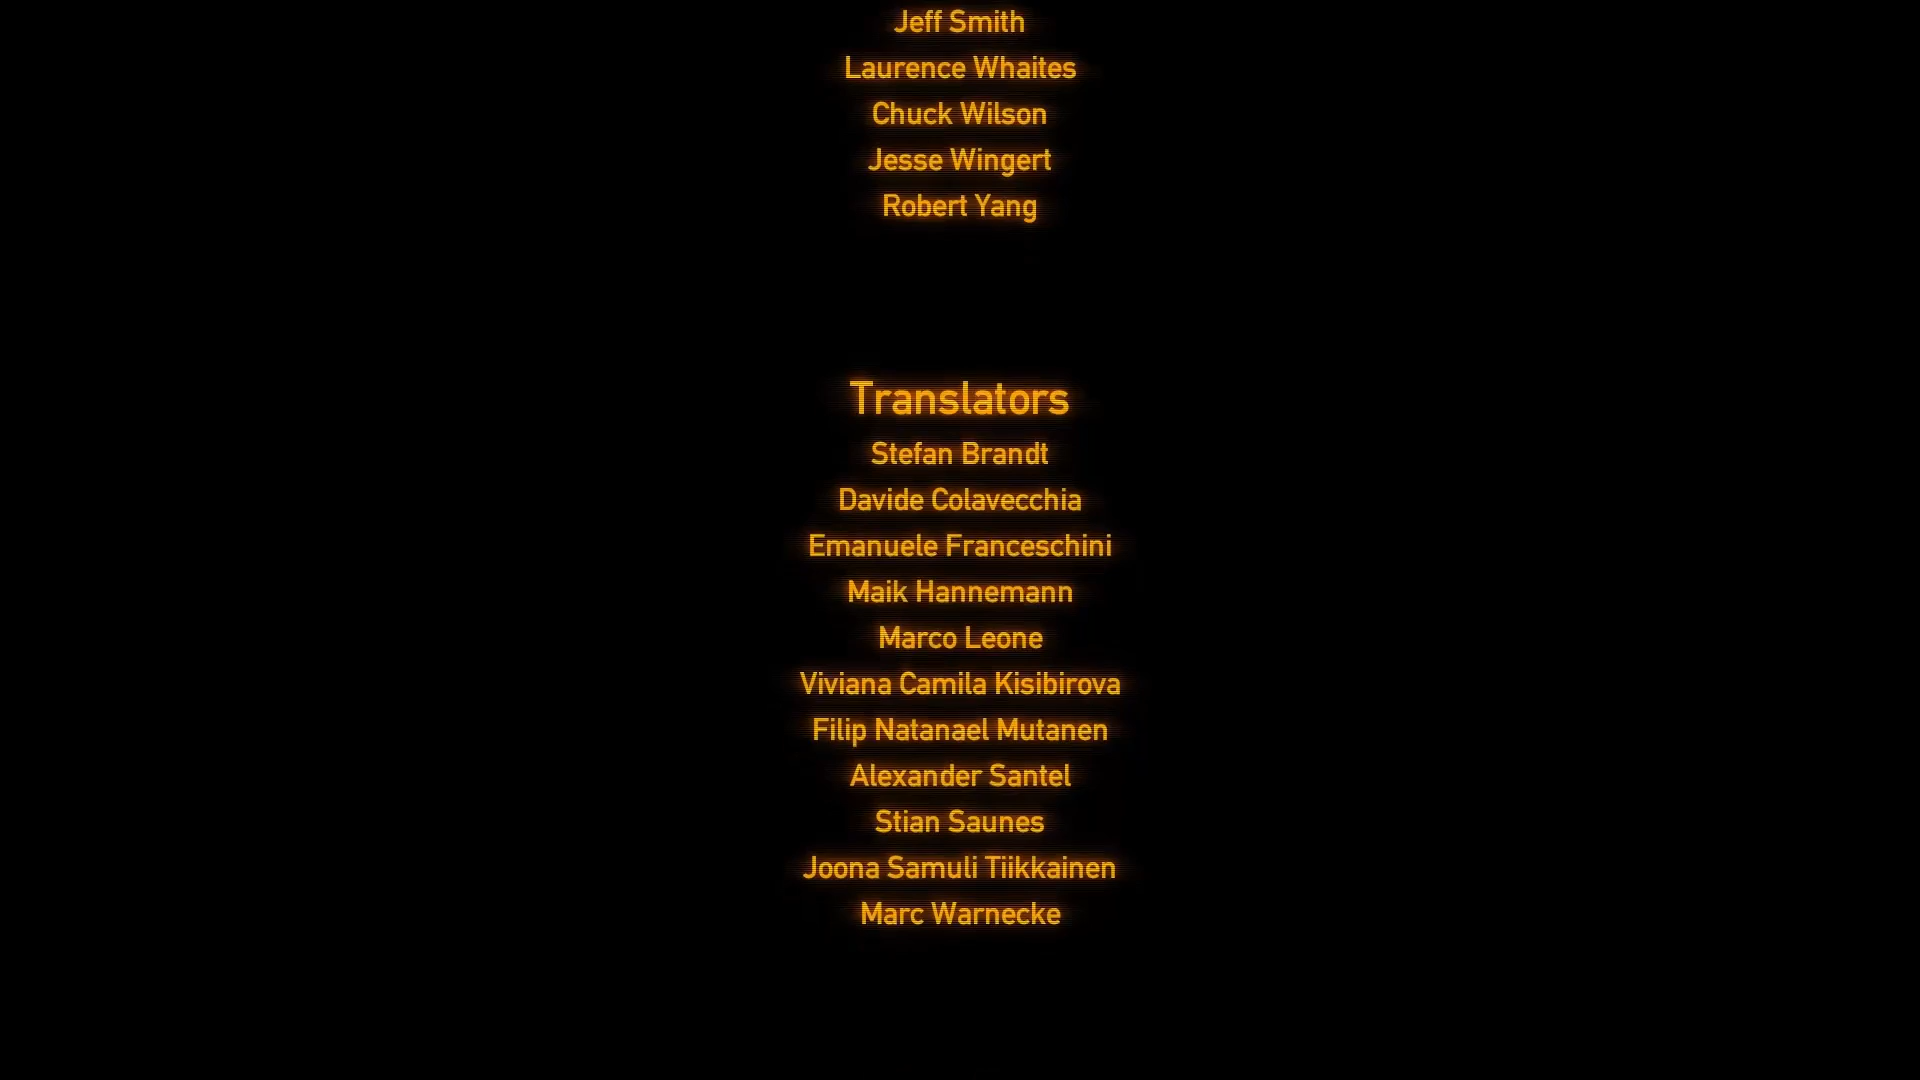 Jeff Smith
Laurence Whaites
Chuck Wilson
Jesse Wingert
Robert Yang
Translators
Stefan Brandt
Davide Colavecchia
Emanuele Franceschini
Maik Hannemann
Marco Leone
Viviana Camila Kisibirova
Filip Natanael Mutanen
Alexander Santel
Stian Saunes
Joona Samuli Tiikkainen
Marc Warnecke